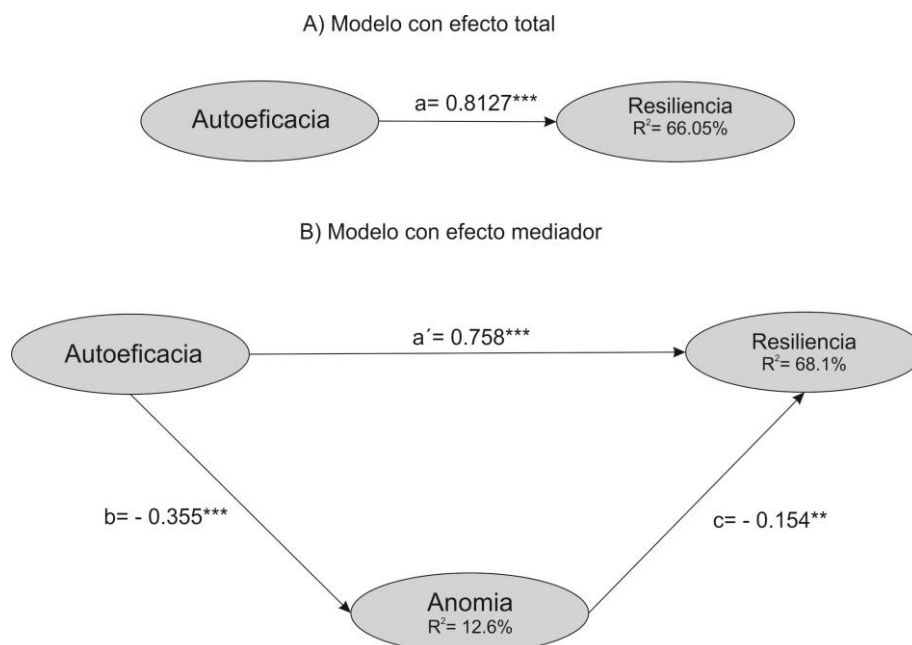 A) Modelo con efecto total
Autoeficacia
a= 0.8127***
Resiliencia
R²= 66.05%
B) Modelo con efecto mediador
Autoeficacia
a´= 0.758***
Resiliencia
R²= 68.1%
b= - 0.355***
c= - 0.154**
Anomia
R²= 12.6%